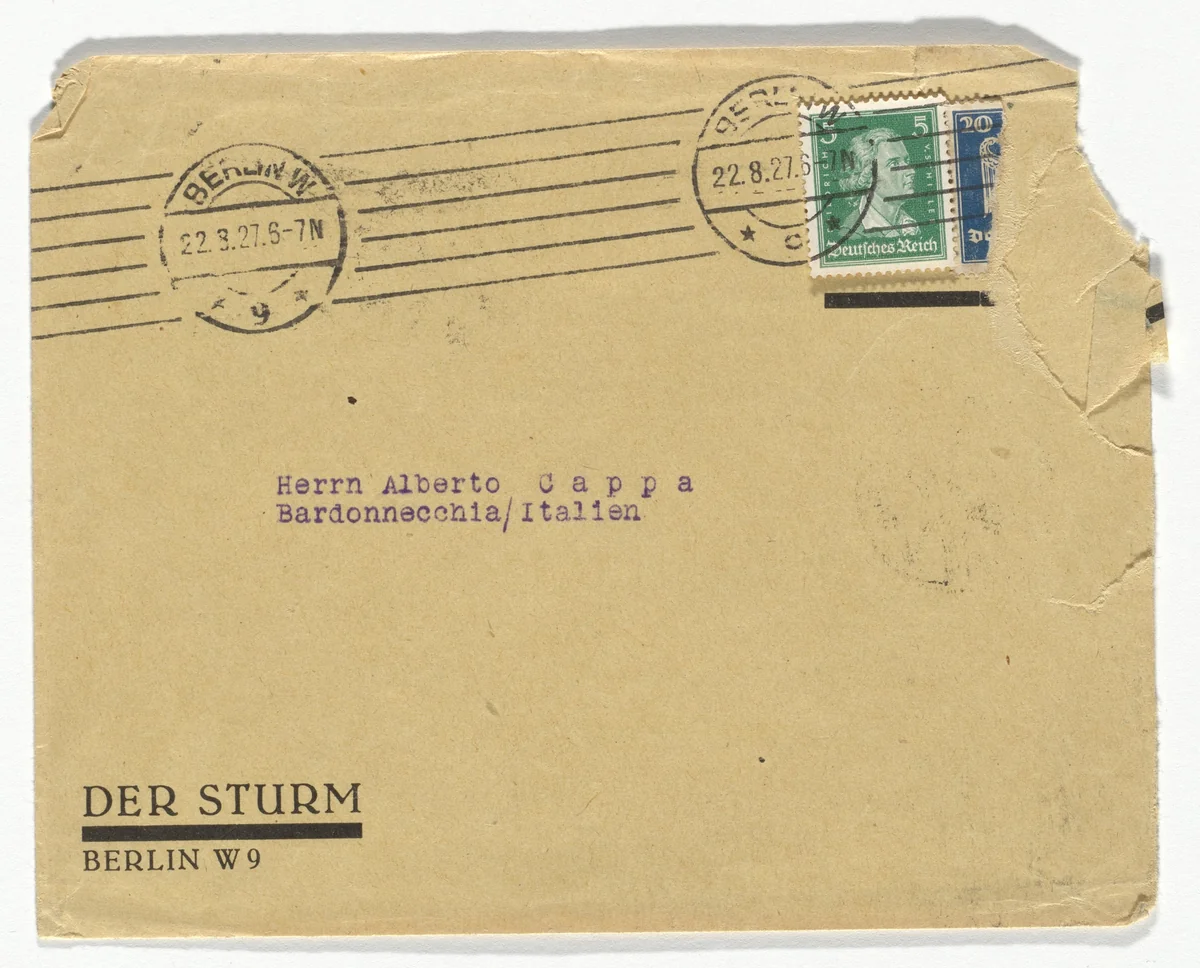 BERLIN W.
22.8.27.6-7N
* g *
BERLIN W
22.8.27.6-7N
* c *
5 5
Deutsches Reich
20
Herrn Alberto C a p p a
Bardonnecchia/Italien
DER STURM
BERLIN W 9